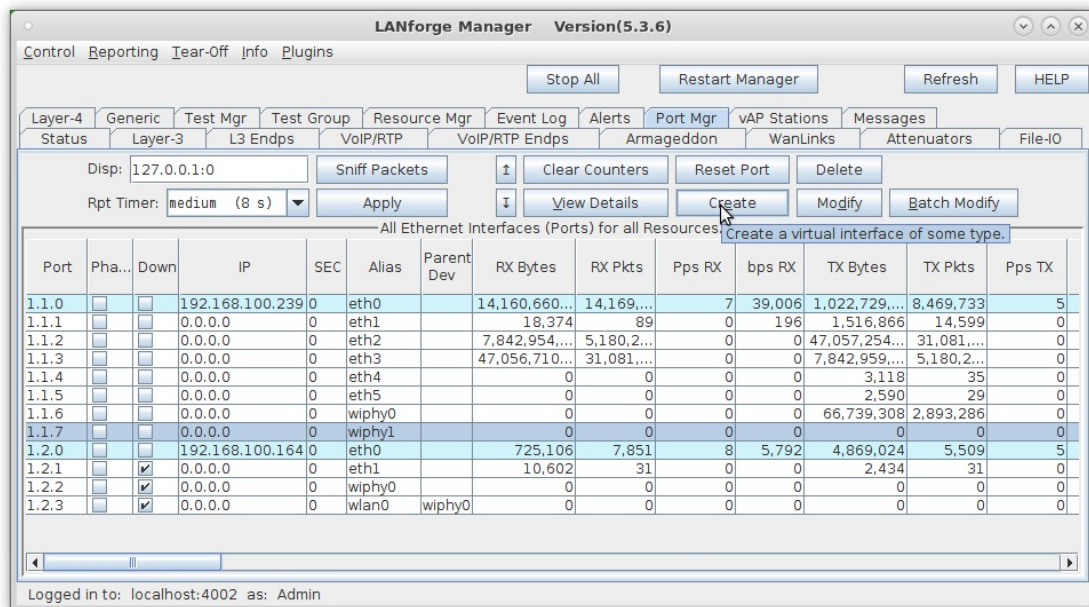 LANforge Manager Version(5.3.6)
Control Reporting Tear-Off Info Plugins
Stop All Restart Manager Refresh HELP
Layer-4 Generic Test Mgr Test Group Resource Mgr Event Log Alerts Port Mgr vAP Stations Messages
Status Layer-3 L3 Endps VoIP/RTP VoIP/RTP Endps Armageddon WanLinks Attenuators File-IO
Disp: 127.0.0.1:0 Sniff Packets ↑ Clear Counters Reset Port Delete
Rpt Timer: medium (8 s) Apply ↓ View Details Create Modify Batch Modify
All Ethernet Interfaces (Ports) for all Resources.
Create a virtual interface of some type.
Port Pha... Down IP SEC Alias Parent Dev RX Bytes RX Pkts Pps RX bps RX TX Bytes TX Pkts Pps TX
1.1.0 192.168.100.239 0 eth0 14,160,660... 14,169,... 7 39,006 1,022,729,... 8,469,733 5
1.1.1 0.0.0.0 0 eth1 18,374 89 0 196 1,516,866 14,599 0
1.1.2 0.0.0.0 0 eth2 7,842,954,... 5,180,2... 0 0 47,057,254... 31,081,... 0
1.1.3 0.0.0.0 0 eth3 47,056,710... 31,081,... 0 0 7,842,959,... 5,180,2... 0
1.1.4 0.0.0.0 0 eth4 0 0 0 0 3,118 35 0
1.1.5 0.0.0.0 0 eth5 0 0 0 0 2,590 29 0
1.1.6 0.0.0.0 0 wiphy0 0 0 0 0 66,739,308 2,893,286 0
1.1.7 0.0.0.0 0 wiphy1 0 0 0 0 0 0 0
1.2.0 192.168.100.164 0 eth0 725,106 7,851 8 5,792 4,869,024 5,509 5
1.2.1 0.0.0.0 0 eth1 10,602 31 0 0 2,434 31 0
1.2.2 0.0.0.0 0 wiphy0 0 0 0 0 0 0 0
1.2.3 0.0.0.0 0 wlan0 wiphy0 0 0 0 0 0 0 0
Logged in to: localhost:4002 as: Admin